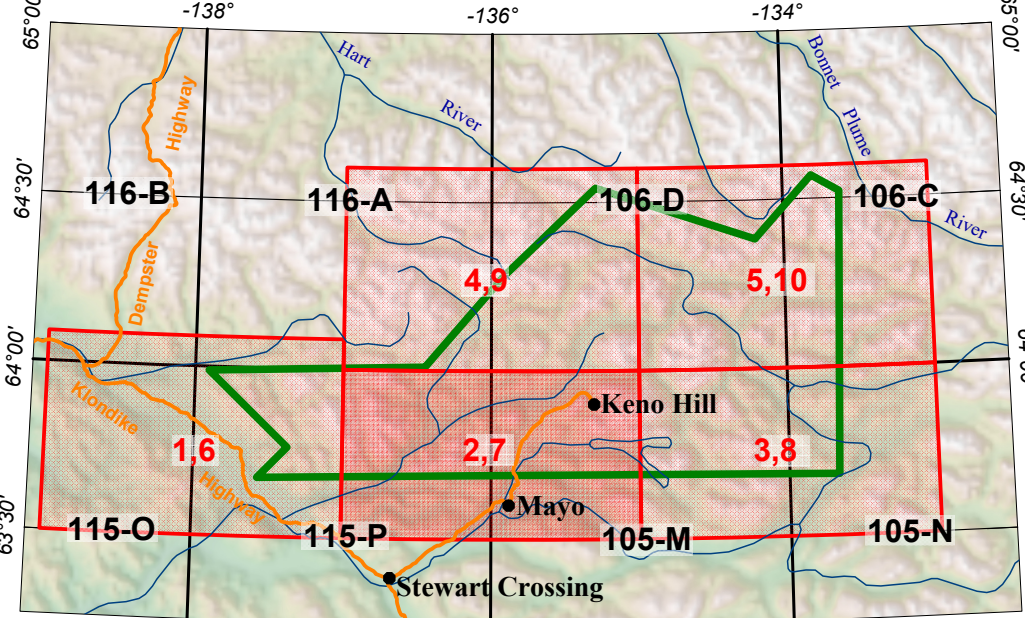 -138°
-136°
-134°
65°00'
65°00'
Hart
River
Bonnet
Plume
River
Highway
Dempster
64°30'
64°30'
116-B
116-A
106-D
106-C
4,9
5,10
64°00'
Klondike
Highway
Keno Hill
1,6
2,7
3,8
Mayo
63°30'
115-O
115-P
105-M
105-N
Stewart Crossing